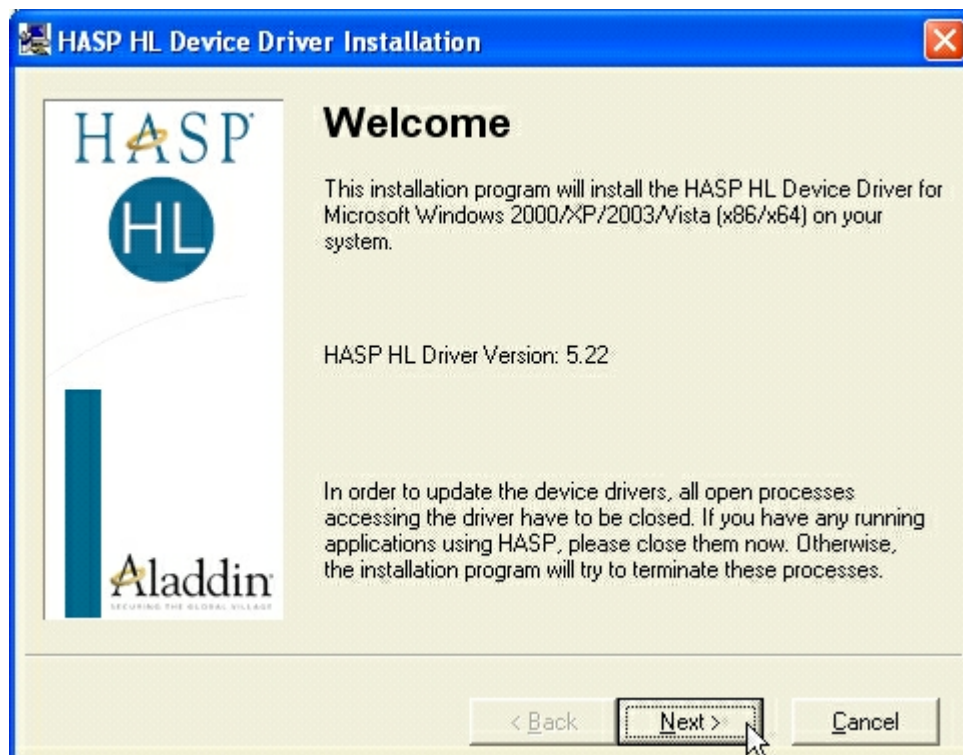 HASP HL Device Driver Installation
HASP
HL
Aladdin
SECURING THE GLOBAL VILLAGE
Welcome
This installation program will install the HASP HL Device Driver for
Microsoft Windows 2000/XP/2003/Vista (x86/x64) on your
system.
HASP HL Driver Version: 5.22
In order to update the device drivers, all open processes
accessing the driver have to be closed. If you have any running
applications using HASP, please close them now. Otherwise,
the installation program will try to terminate these processes.
< Back
Next >
Cancel